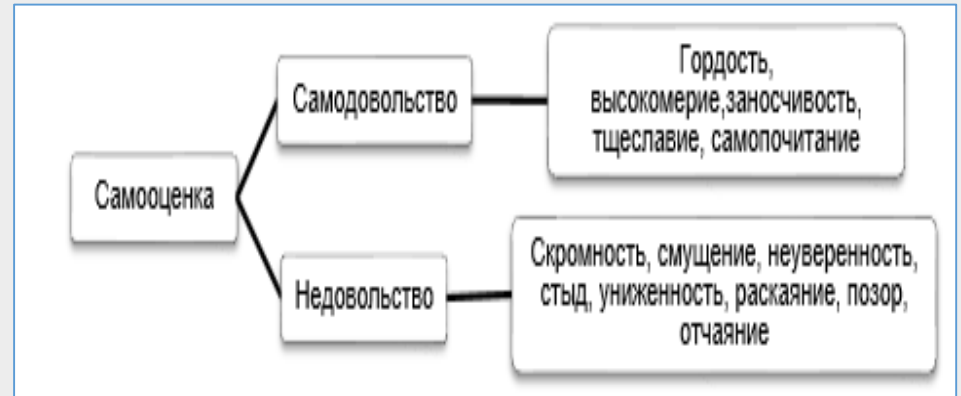 Самооценка
Самодовольство
Гордость,
высокомерие,заносчивость,
тщеславие, самопочитание
Недовольство
Скромность, смущение, неуверенность,
стыд, униженность, раскаяние, позор,
отчаяние